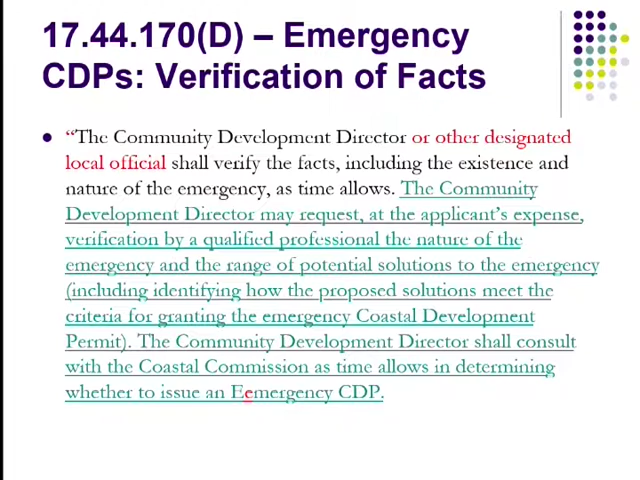 17.44.170(D) – Emergency
CDPs: Verification of Facts
“The Community Development Director or other designated
local official shall verify the facts, including the existence and
nature of the emergency, as time allows. The Community
Development Director may request, at the applicant’s expense,
verification by a qualified professional the nature of the
emergency and the range of potential solutions to the emergency
(including identifying how the proposed solutions meet the
criteria for granting the emergency Coastal Development
Permit). The Community Development Director shall consult
with the Coastal Commission as time allows in determining
whether to issue an Eemergency CDP.